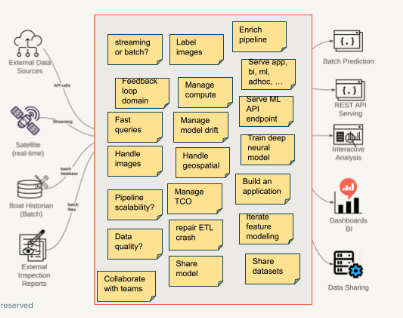 External Data
Sources
API calls
Streaming
Satellite
(real-time)
batch
database
Boat Historian
(Batch)
batch
files
External
Inspection
Reports
streaming
or batch?
Label
images
Enrich
pipeline
Feedback
loop
domain
Manage
compute
Serve app,
bi, ml,
adhoc, ...
Fast
queries
Manage
model drift
Serve ML
API
endpoint
Handle
images
Handle
geospatial
Train deep
neural
model
Pipeline
scalability?
Manage
TCO
Build an
application
Data
quality?
repair ETL
crash
Iterate
feature
modeling
Collaborate
with teams
Share
model
Share
datasets
{.}
Batch Prediction
{.}
REST API
Serving
Interactive
Analysis
Dashboards
BI
Data Sharing
reserved